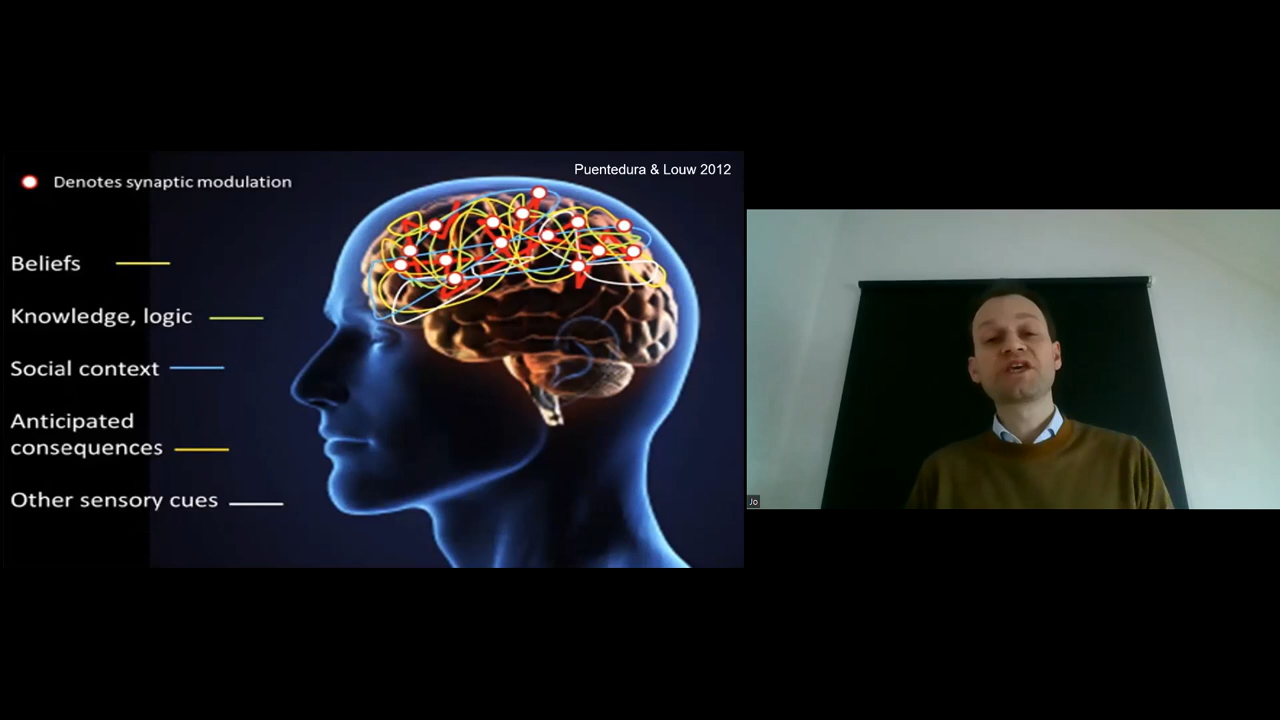 Puentedura & Louw 2012
Denotes synaptic modulation
Beliefs
Knowledge, logic
Social context
Anticipated
consequences
Other sensory cues
Jo